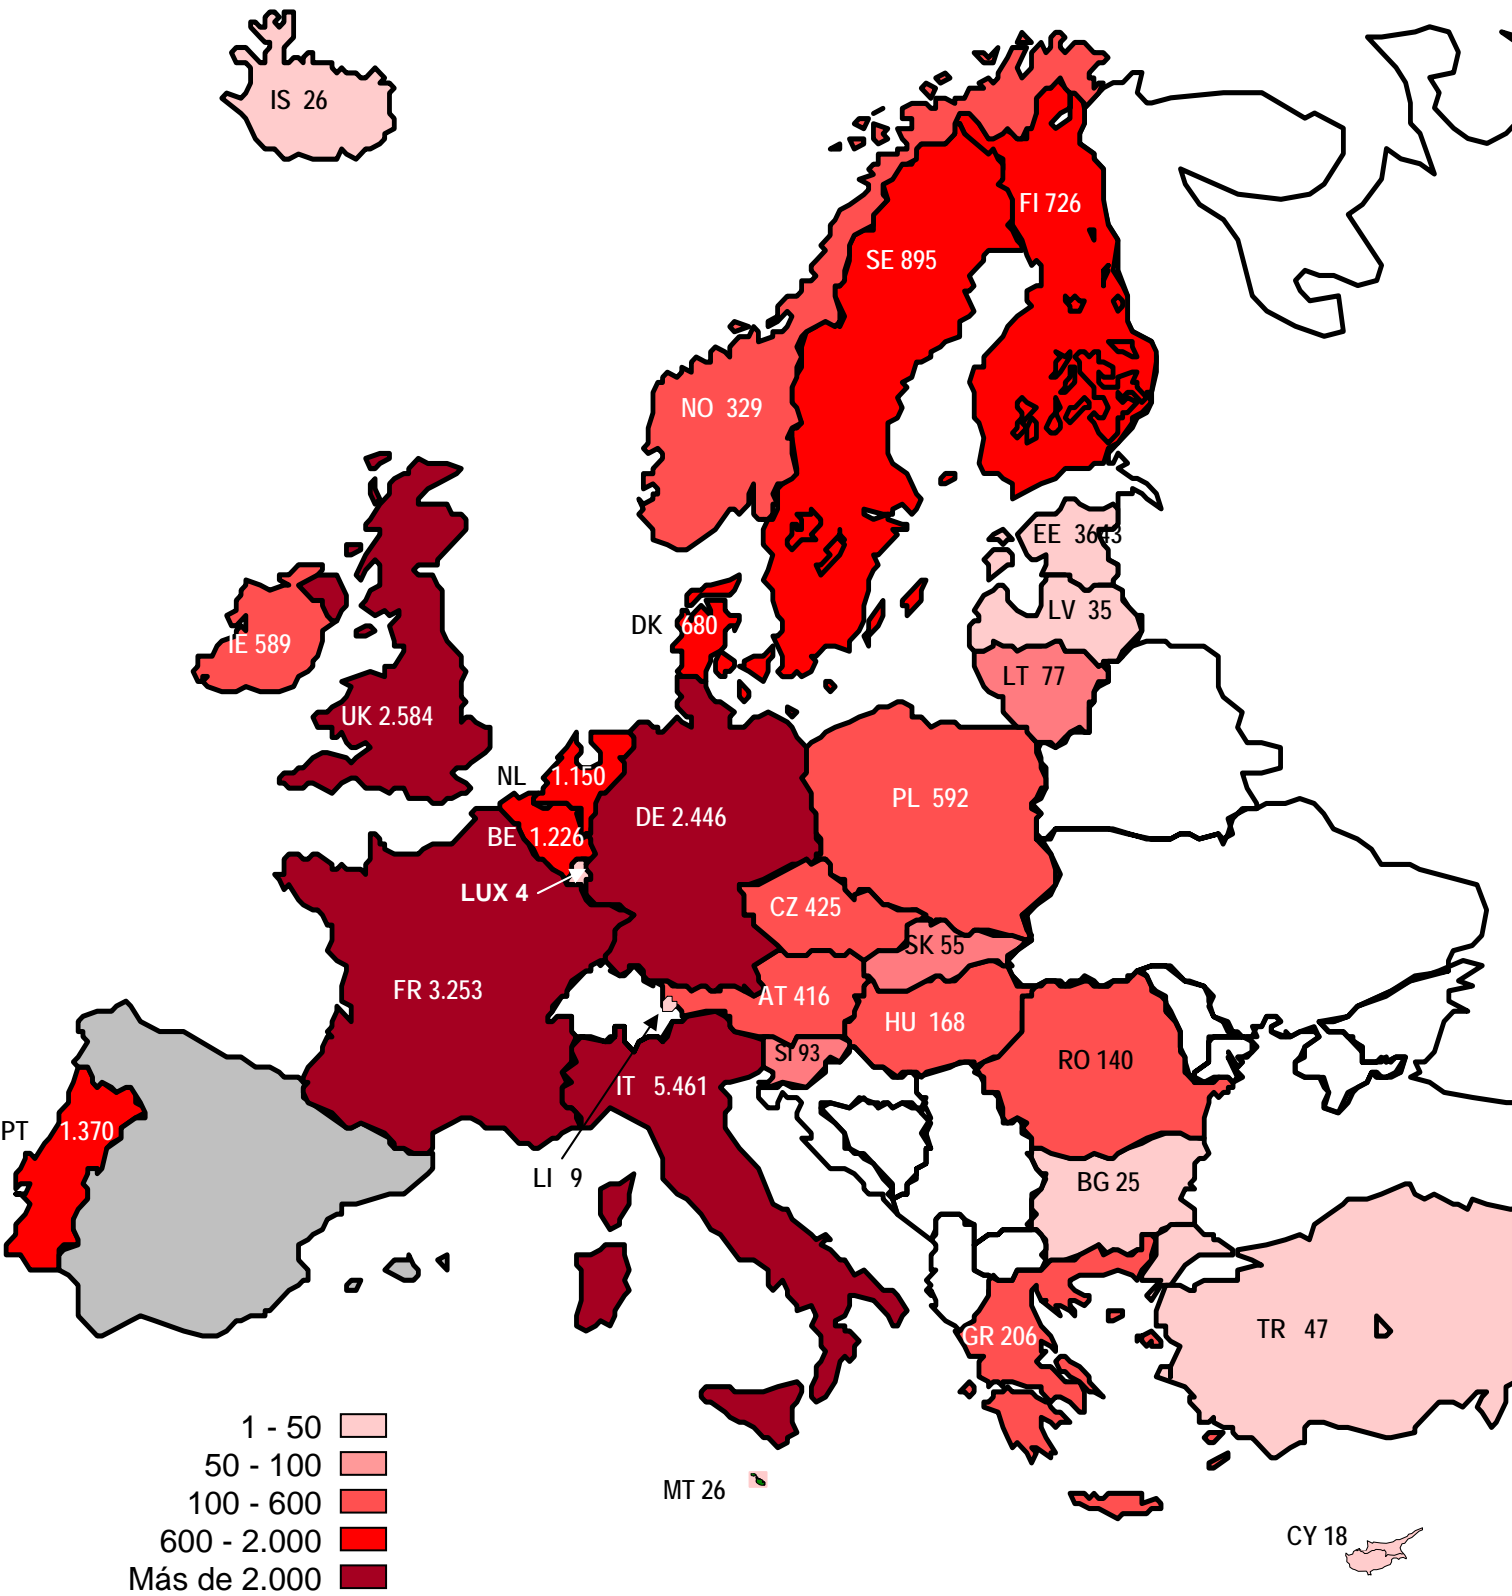 IS 26
FI 726
SE 895
NO 329
EE 3643
LV 35
DK 680
IE 589
LT 77
UK 2.584
NL 1.150
PL 592
DE 2.446
BE 1.226
LUX 4
CZ 425
SK 55
FR 3.253
AT 416
HU 168
SI 93
RO 140
IT 5.461
PT 1.370
LI 9
BG 25
TR 47
GR 206
1 - 50
50 - 100
100 - 600
600 - 2.000
Más de 2.000
MT 26
CY 18